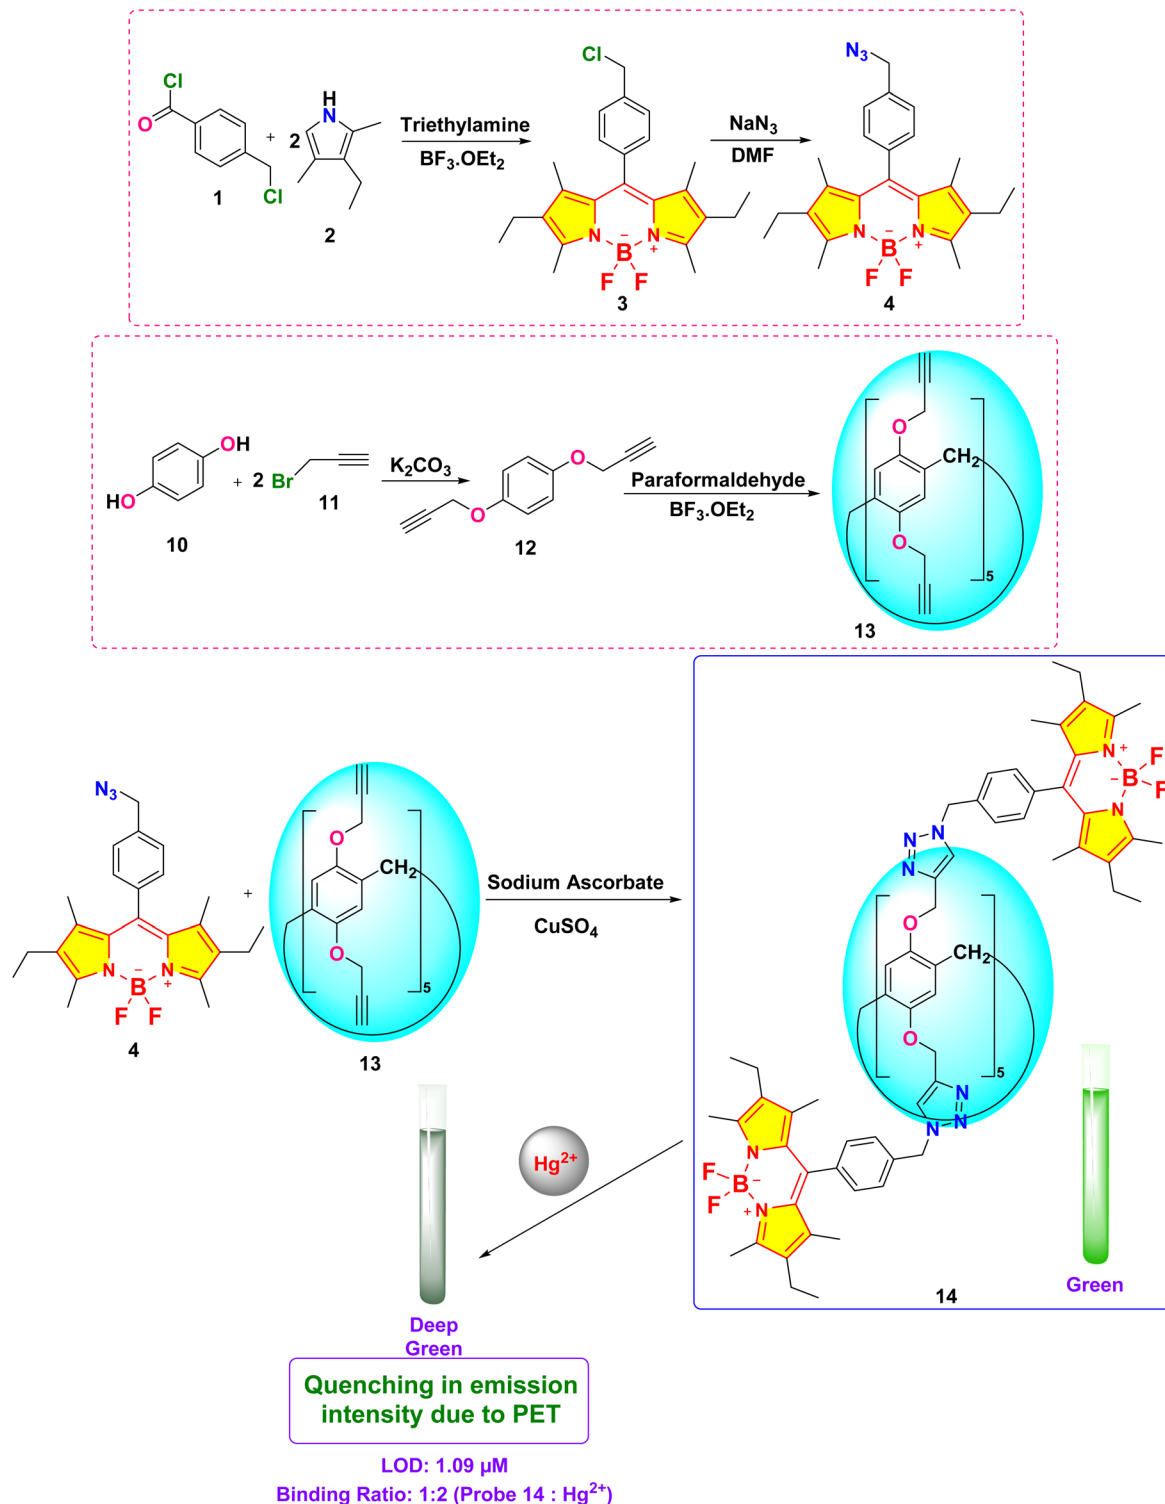 Cl
O
Cl
1
+
2
H
N
2
Triethylamine
BF₃.OEt₂
Cl
N
N
B
−
+
F F
3
NaN₃
DMF
N₃
N
N
B
−
+
F F
4
OH
HO
10
+
2
Br
11
K₂CO₃
O
O
12
Paraformaldehyde
BF₃.OEt₂
O
CH₂
O
5
13
N₃
N
N
B
−
+
F F
4
+
O
CH₂
O
5
13
Sodium Ascorbate
CuSO₄
N +
−B
N
F
F
N
N
N
O
CH₂
O
5
N
N
N
N
B −
+ N
F
F
14
Green
Hg²⁺
Deep
Green
Quenching in emission
intensity due to PET
LOD: 1.09 µM
Binding Ratio: 1:2 (Probe 14 : Hg²⁺)